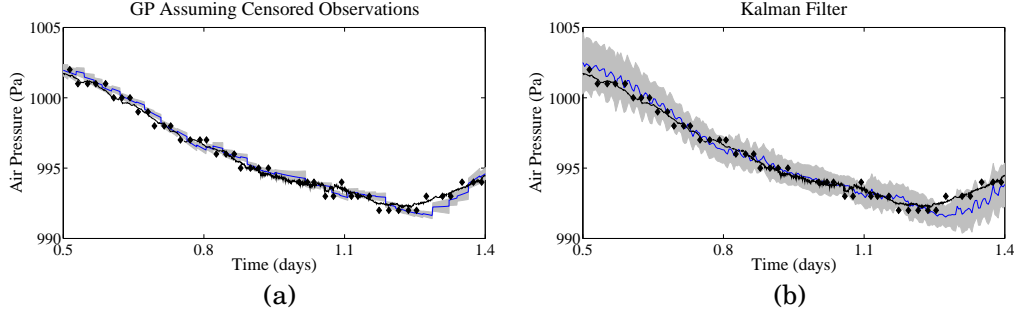 GP Assuming Censored Observations
1005
1000
995
990
Air Pressure (Pa)
0.5
0.8
1.1
1.4
Time (days)
(a)
Kalman Filter
1005
1000
995
990
Air Pressure (Pa)
0.5
0.8
1.1
1.4
Time (days)
(b)